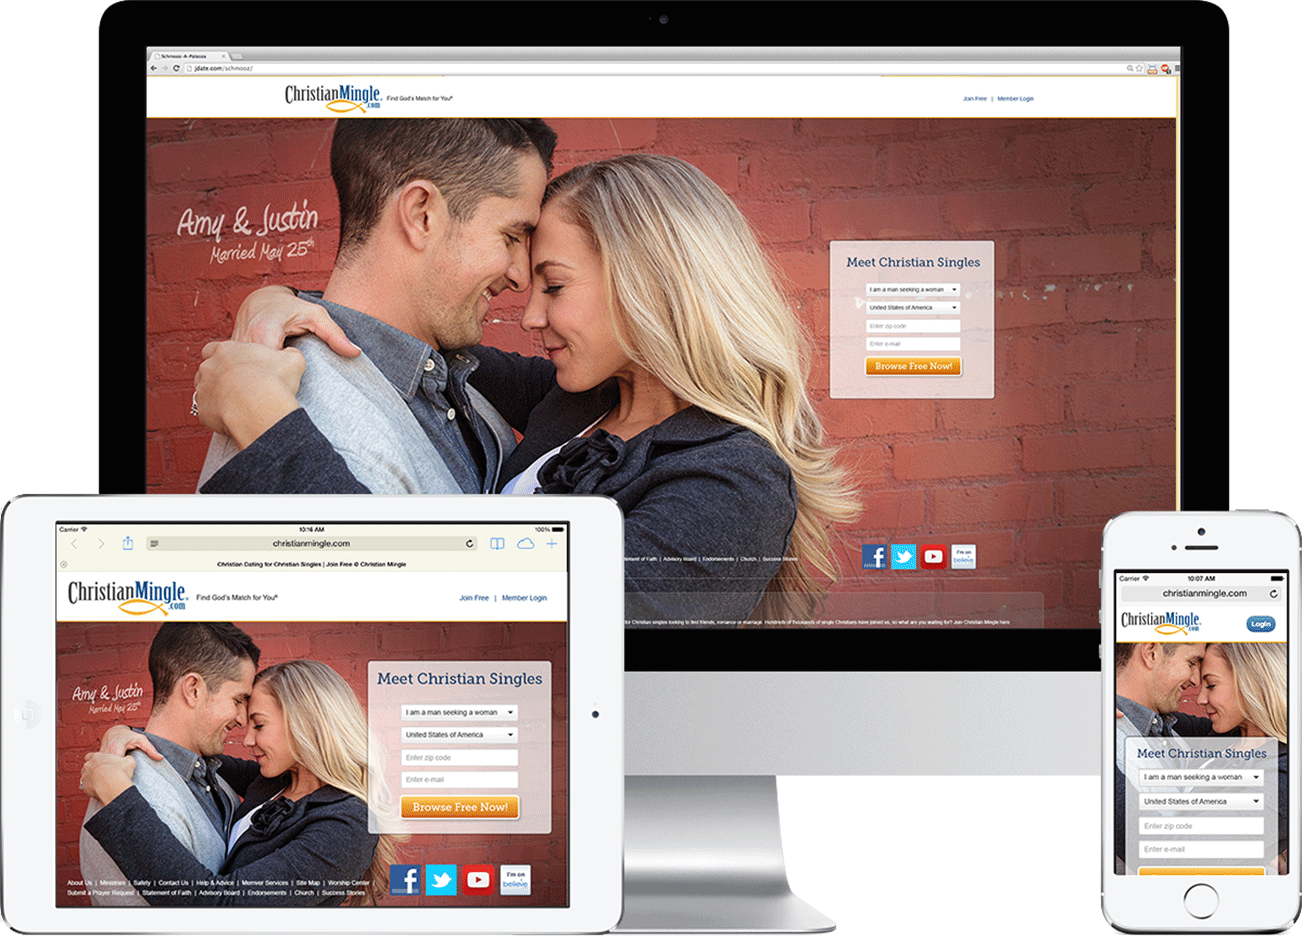 Schmooz-A-Palooza
jdate.com/schmooz/
ChristianMingle.com Find God's Match for You®
Join Free | Member Login
Amy & Justin
Married May 25th
Meet Christian Singles
I am a man seeking a woman
United States of America
Enter zip code
Enter e-mail
Browse Free Now!
Statement of Faith | Advisory Board | Endorsements | Church | Success Stories
I'm on
believe
for Christian singles looking to find friends, romance or marriage. Hundreds of thousands of single Christians have joined us, so what are you waiting for? Join Christian Mingle here
Carrier 10:16 AM 100%
christianmingle.com
Christian Dating for Christian Singles | Join Free @ Christian Mingle
ChristianMingle.com Find God's Match for You®
Join Free | Member Login
Amy & Justin
Married May 25th
Meet Christian Singles
I am a man seeking a woman
United States of America
Enter zip code
Enter e-mail
Browse Free Now!
I'm on
believe
About Us | Ministries | Safety | Contact Us | Help & Advice | Memver Services | Site Map | Worship Center |
Submit a Prayer Request | Statement of Faith | Advisory Board | Endorsements | Church | Success Stories
Carrier 10:07 AM
christianmingle.com
ChristianMingle.com
Login
Meet Christian Singles
I am a man seeking a woman
United States of America
Enter zip code
Enter e-mail